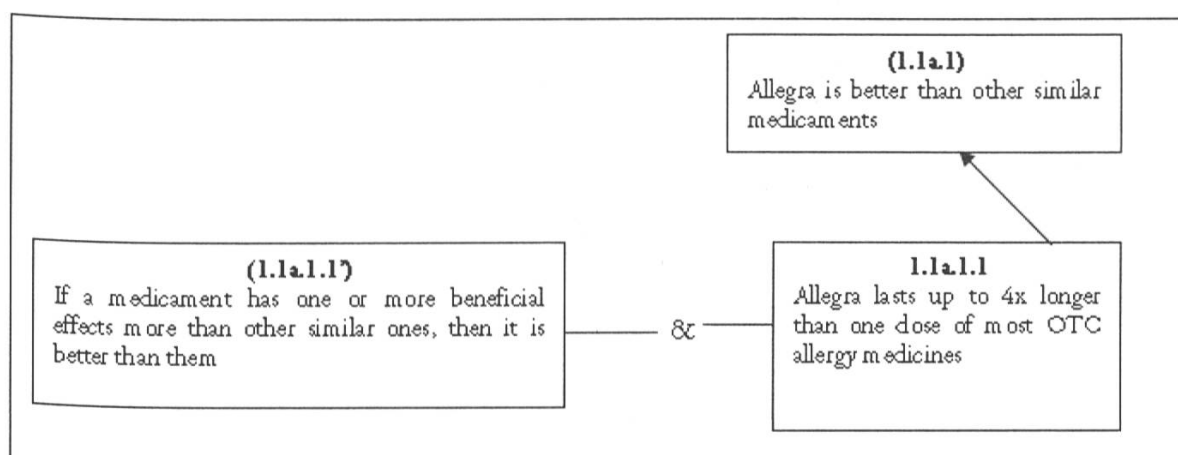 (1.1a.1)
Allegra is better than other similar
medicaments
(1.1a.1.1')
If a medicament has one or more beneficial
effects more than other similar ones, then it is
better than them
&
1.1a.1.1
Allegra lasts up to 4x longer
than one dose of most OTC
allergy medicines